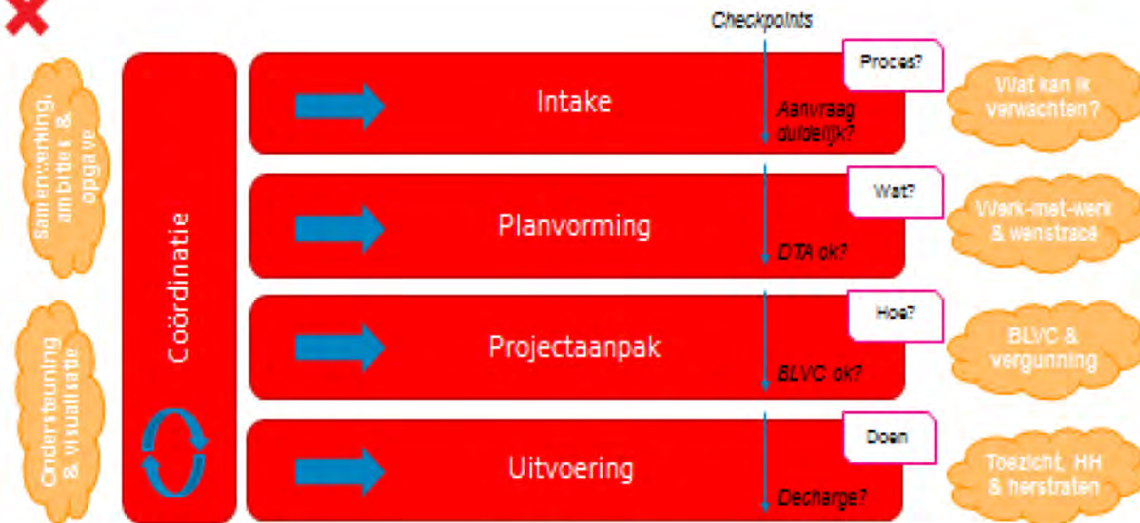 Checkpoints
Samenwerking,
ambities &
opgave
Ondersteuning
& visualisatie
Coördinatie
Intake
Aanvraag
duidelijk?
Proces?
Wat kan ik
verwachten?
Planvorming
DTA ok?
Wat?
Werk-met-werk
& wenstracé
Projectaanpak
BLVC ok?
Hoe?
BLVC &
vergunning
Uitvoering
Decharge?
Doen
Toezicht, HH
& herstraten